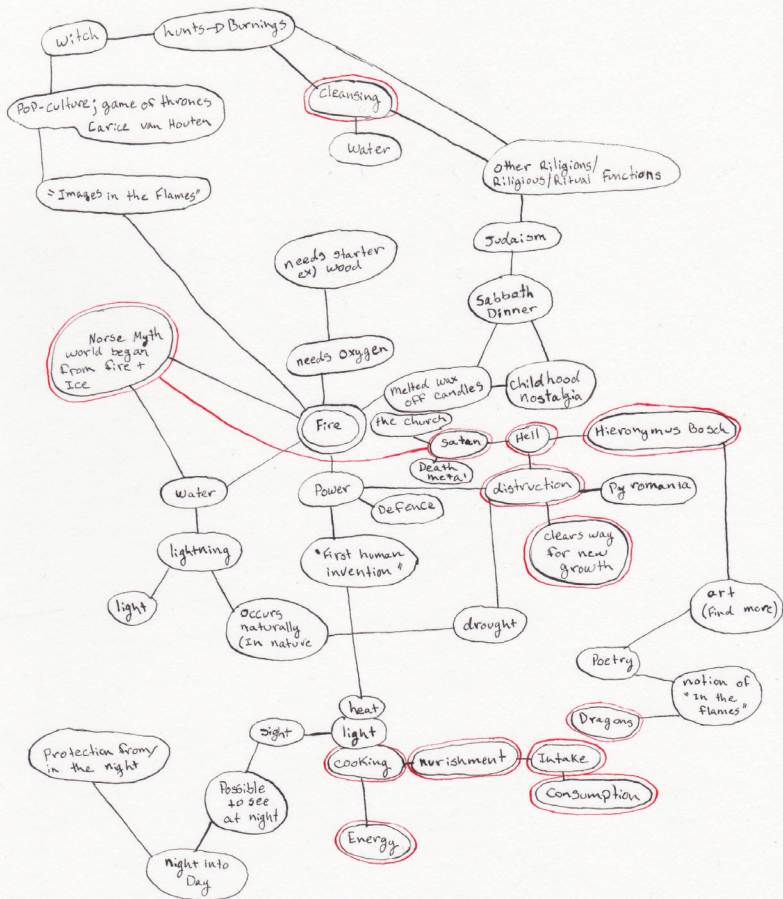 witch
hunts → Burnings
Pop-culture; game of thrones
Carice van Houten
Cleansing
Water
other Riligions/
Riligious/Ritual Functions
"Images in the Flames"
Judaism
needs starter
ex) wood
Sabbath
Dinner
Norse Myth
world began
from fire +
Ice
needs oxygen
melted wax
off candles
Childhood
nostalgia
Fire
the church
Satan
Hell
Hieronymus Bosch
Death
metal
Water
Power
Defence
distruction
Pyromania
lightning
"First human
invention"
clears way
for new
growth
light
occurs
naturally
(In nature
drought
art
(Find more)
Poetry
notion of
"In the
flames"
Dragons
heat
sight
light
Protection from/
in the night
cooking
nurishment
Intake
Consumption
Possible
to see
at night
Energy
night into
Day